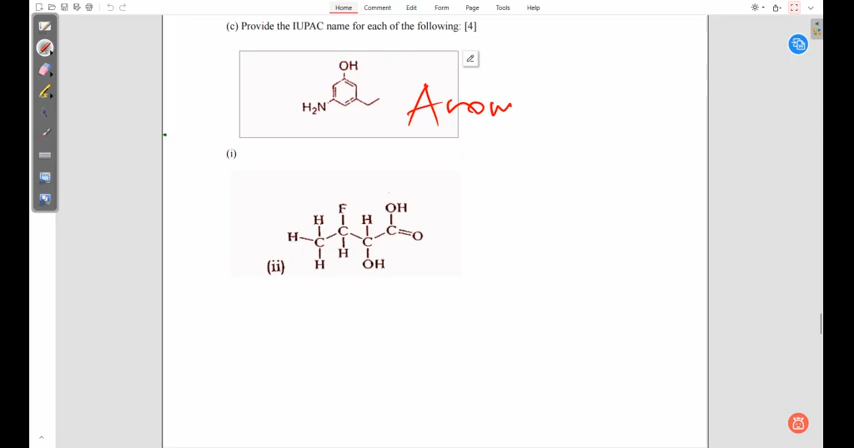 Home Comment Edit Form Page Tools Help
(c) Provide the IUPAC name for each of the following: [4]
OH
H₂N
Arom
(i)
F OH
H H
H C C
C C O
H H OH
(ii)